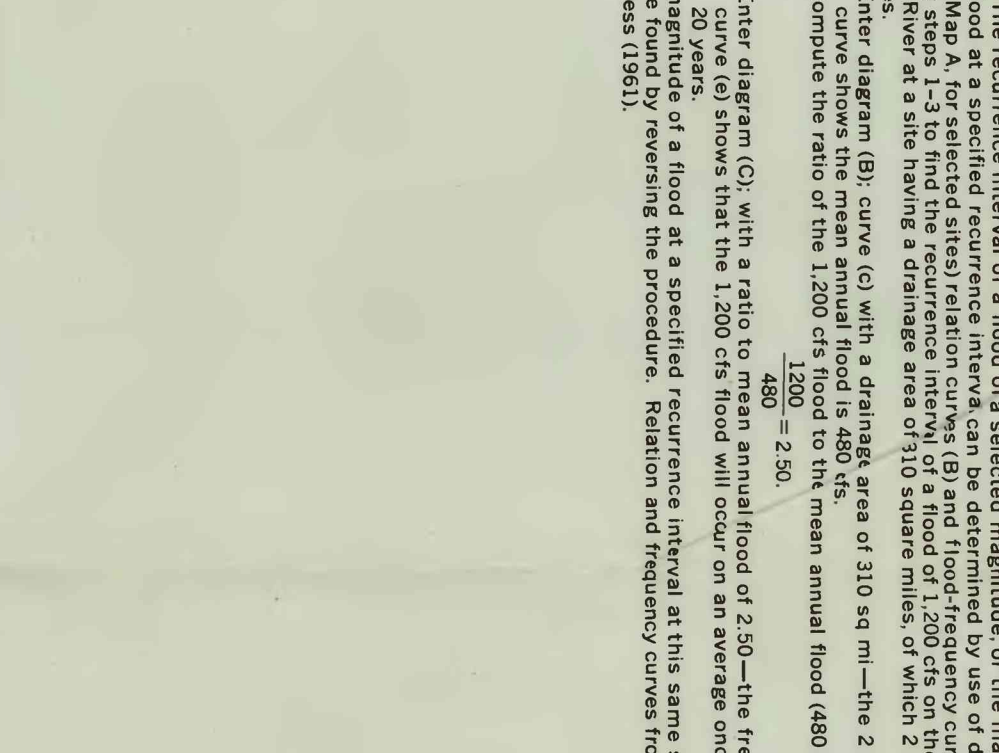 The recurrence interval of a flood of a selected magnitude, or the
ood at a specified recurrence interval can be determined by use of
Map A, for selected sites) relation curves (B) and flood-frequency
steps 1–3 to find the recurrence interval of a flood of 1,200 cfs on
River at a site having a drainage area of 310 square miles, of which 2
es.
nter diagram (B); curve (c) with a drainage area of 310 sq mi—the 2
curve shows the mean annual flood is 480 cfs.
ompute the ratio of the 1,200 cfs flood to the mean annual flood (480
1200
480 = 2.50.
nter diagram (C); with a ratio to mean annual flood of 2.50—the fre
curve (e) shows that the 1,200 cfs flood will occur on an average onc
20 years.
nagnitude of a flood at a specified recurrence interval at this same s
e found by reversing the procedure. Relation and frequency curves fro
ess (1961).